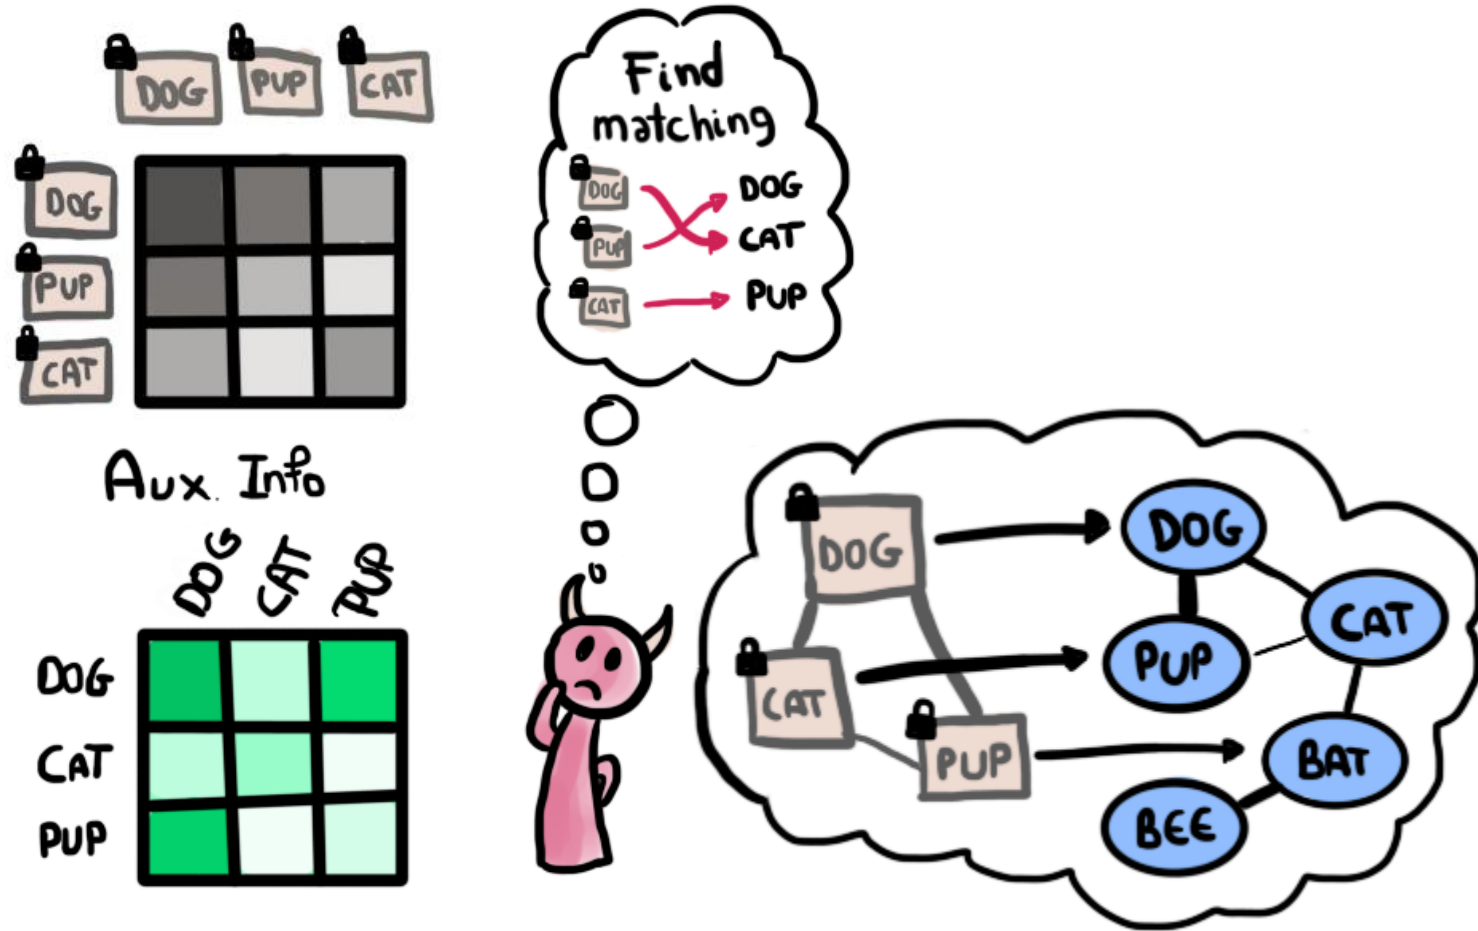 DOG PUP CAT
DOG
PUP
CAT
Aux. Info
DOG CAT PUP
DOG
CAT
PUP
Find
matching
DOG DOG
PUP CAT
CAT PUP
DOG DOG
CAT
CAT PUP
PUP BAT
BEE